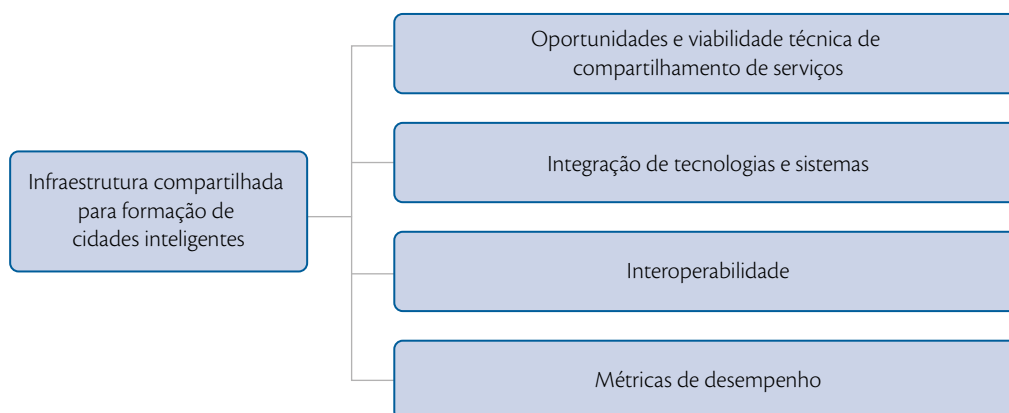 Infraestrutura compartilhada
para formação de
cidades inteligentes
Oportunidades e viabilidade técnica de
compartilhamento de serviços
Integração de tecnologias e sistemas
Interoperabilidade
Métricas de desempenho